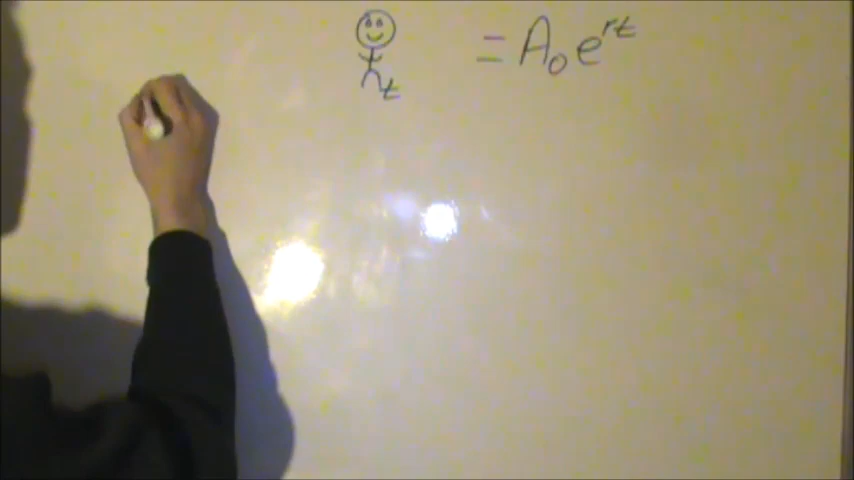 t = A₀e^{rt}